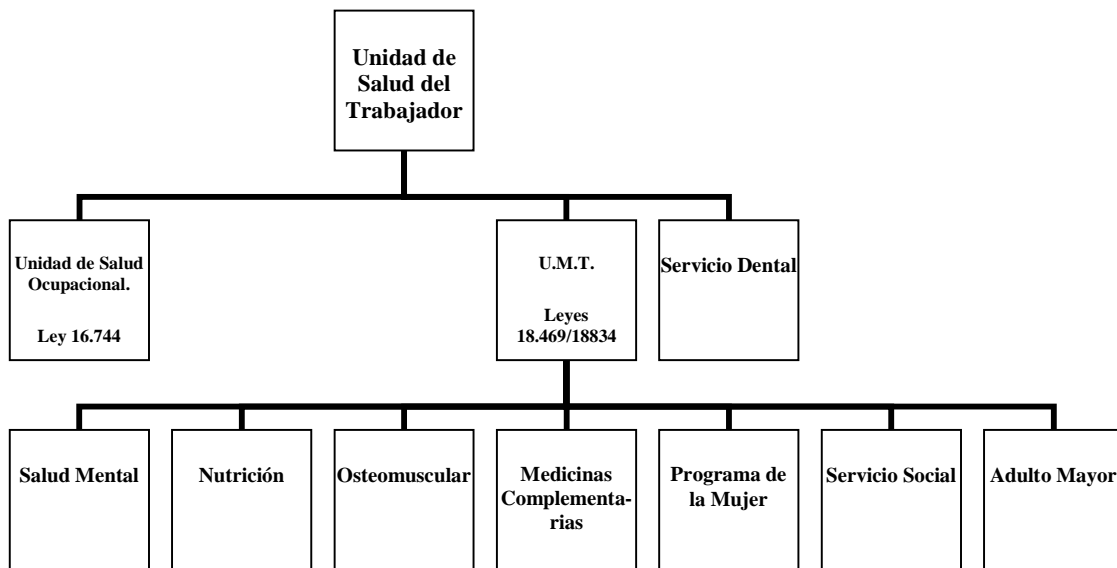 Unidad de
Salud del
Trabajador
Unidad de Salud
Ocupacional.
Ley 16.744
U.M.T.
Leyes
18.469/18834
Servicio Dental
Salud Mental
Nutrición
Osteomuscular
Medicinas
Complementa-
rias
Programa de
la Mujer
Servicio Social
Adulto Mayor